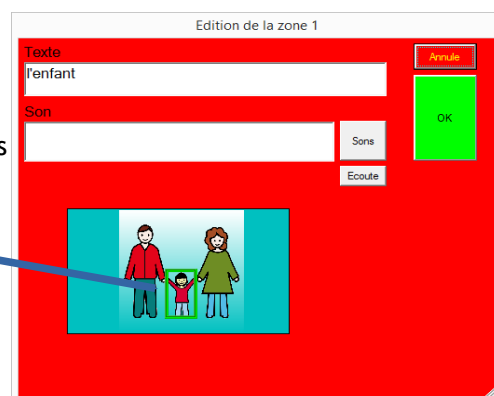 Edition de la zone 1
Texte
Annule
l'enfant
OK
Son
s
Sons
Ecoute